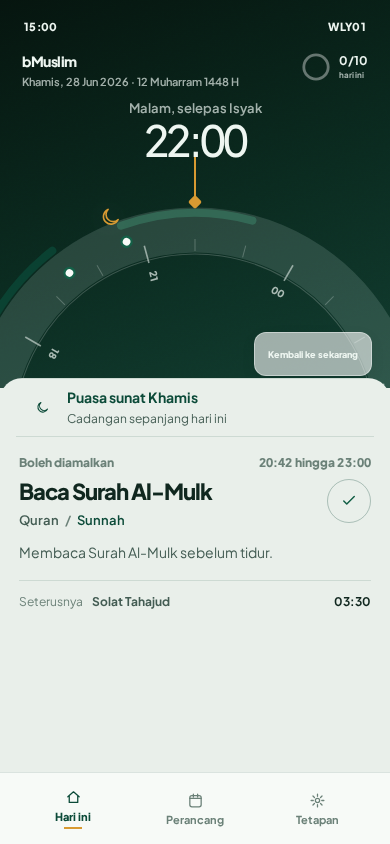 15:00
WLY01
bMuslim
0/10
Khamis, 28 Jun 2026 · 12 Muharram 1448 H
hari ini
Malam, selepas Isyak
22:00
18
21
00
Kembali ke sekarang
Puasa sunat Khamis
Cadangan sepanjang hari ini
Boleh diamalkan
20:42 hingga 23:00
Baca Surah Al-Mulk
Quran / Sunnah
Membaca Surah Al-Mulk sebelum tidur.
Seterusnya Solat Tahajud
03:30
Hari ini
Perancang
Tetapan